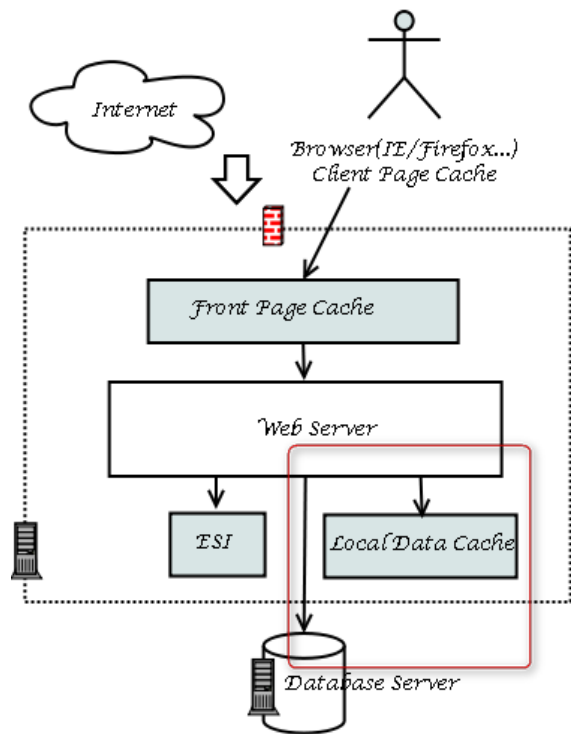 Internet
Browser(IE/Firefox...)
Client Page Cache
Front Page Cache
Web Server
ESI
Local Data Cache
Database Server